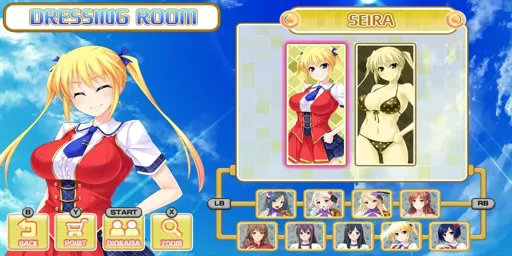 DRESSING ROOM
SEIRA
LB
RB
B
Y
START
X
BACK
POINT
DIORAMA
ZOOM